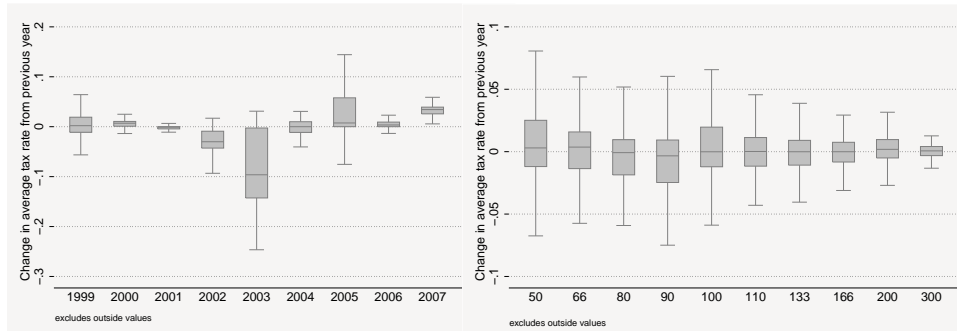 Change in average tax rate from previous year
.2
.1
0
-.1
-.2
-.3
1999 2000 2001 2002 2003 2004 2005 2006 2007
excludes outside values
Change in average tax rate from previous year
.1
.05
0
-.05
-.1
50 66 80 90 100 110 133 166 200 300
excludes outside values